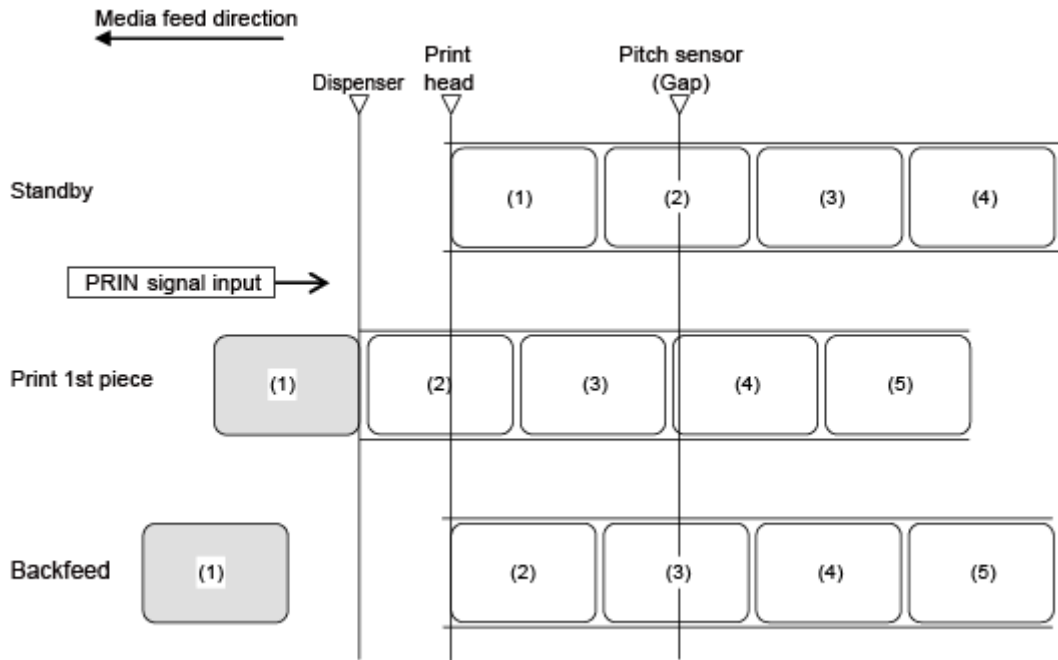 Media feed direction
Print
head
Pitch sensor
(Gap)
Dispenser
Standby
(1)
(2)
(3)
(4)
PRIN signal input
Print 1st piece
(1)
(2)
(3)
(4)
(5)
Backfeed
(1)
(2)
(3)
(4)
(5)